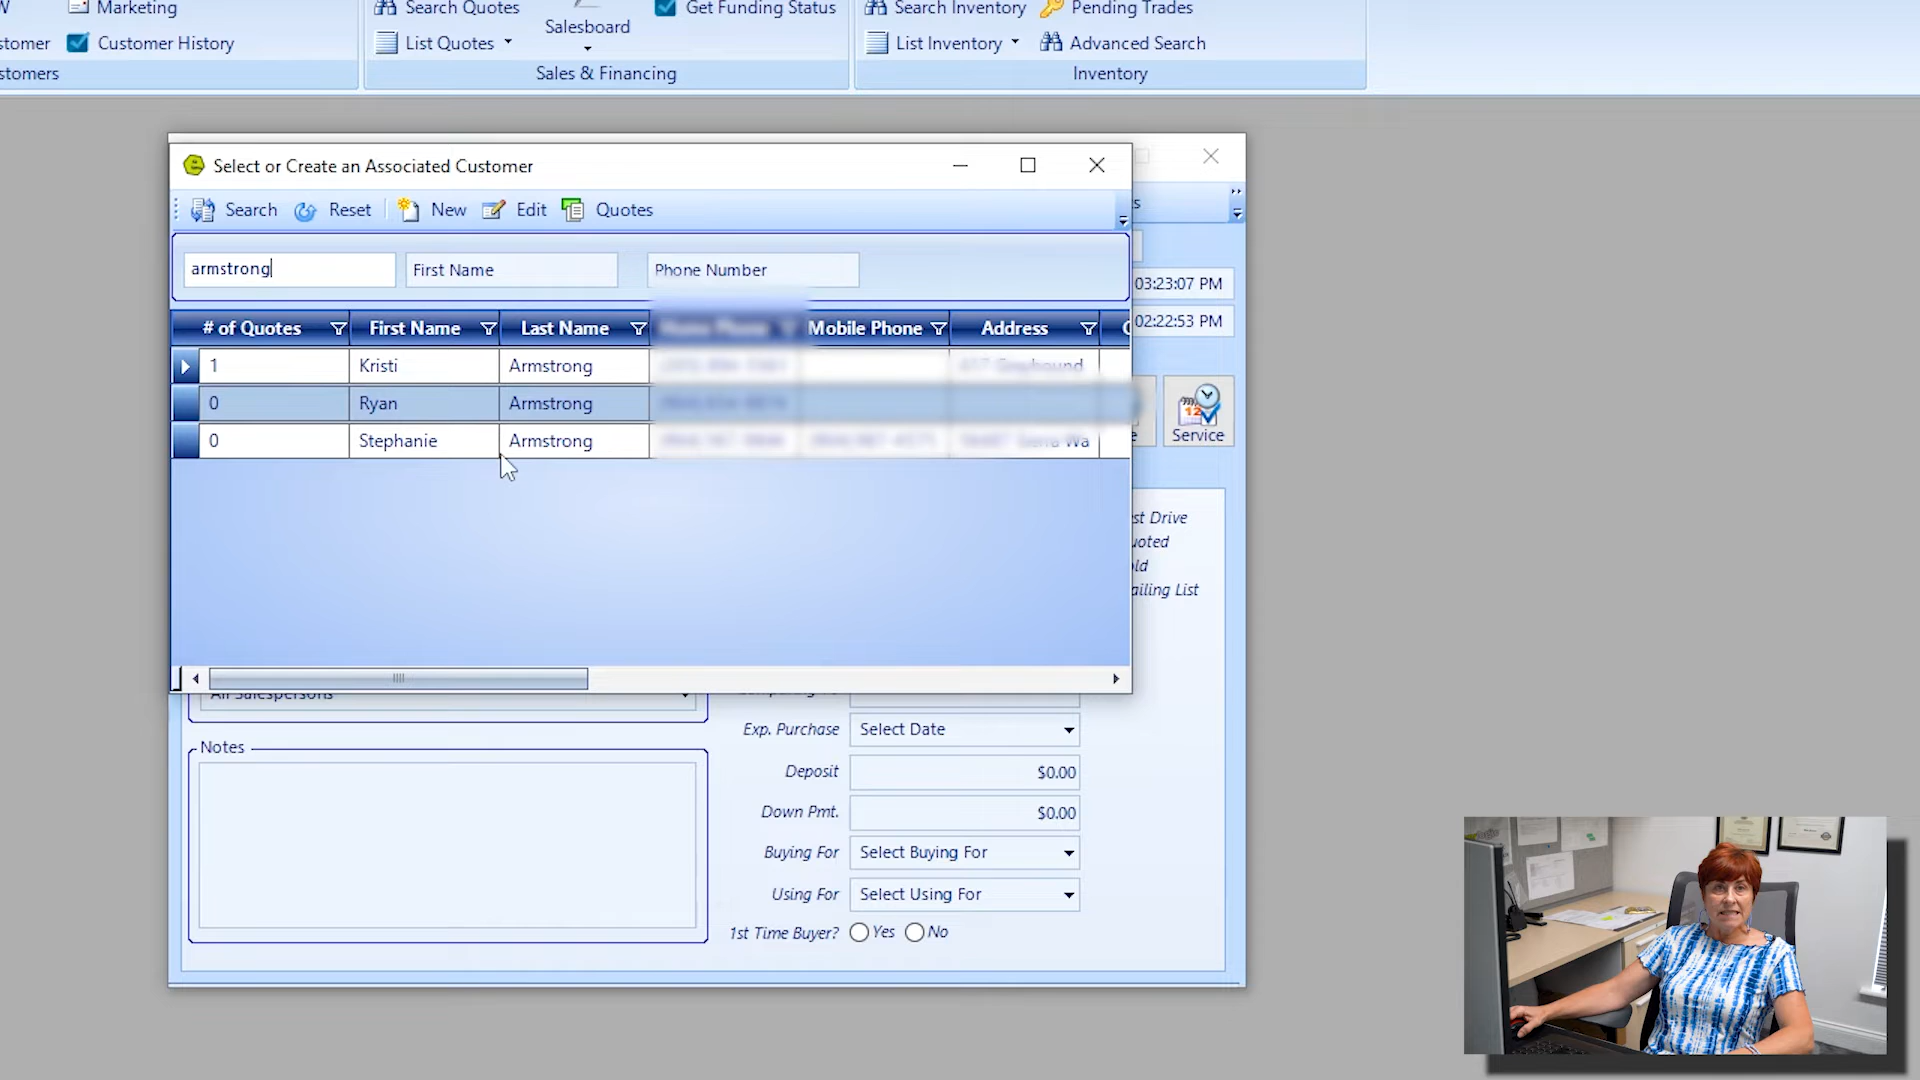 Marketing
Search Quotes
Salesboard
Get Funding Status
Search Inventory
Pending Trades
stomer
Customer History
List Quotes
List Inventory
Advanced Search
stomers
Sales & Financing
Inventory
Select or Create an Associated Customer
Search Reset New Edit Quotes
armstrong First Name Phone Number
03:23:07 PM
02:22:53 PM
# of Quotes First Name Last Name Mobile Phone Address
1 Kristi Armstrong
0 Ryan Armstrong
0 Stephanie Armstrong Wa
Service
st Drive
uoted
ld
ailing List
All Salespersons
Exp. Purchase Select Date
Notes
Deposit $0.00
Down Pmt. $0.00
Buying For Select Buying For
Using For Select Using For
1st Time Buyer? Yes No